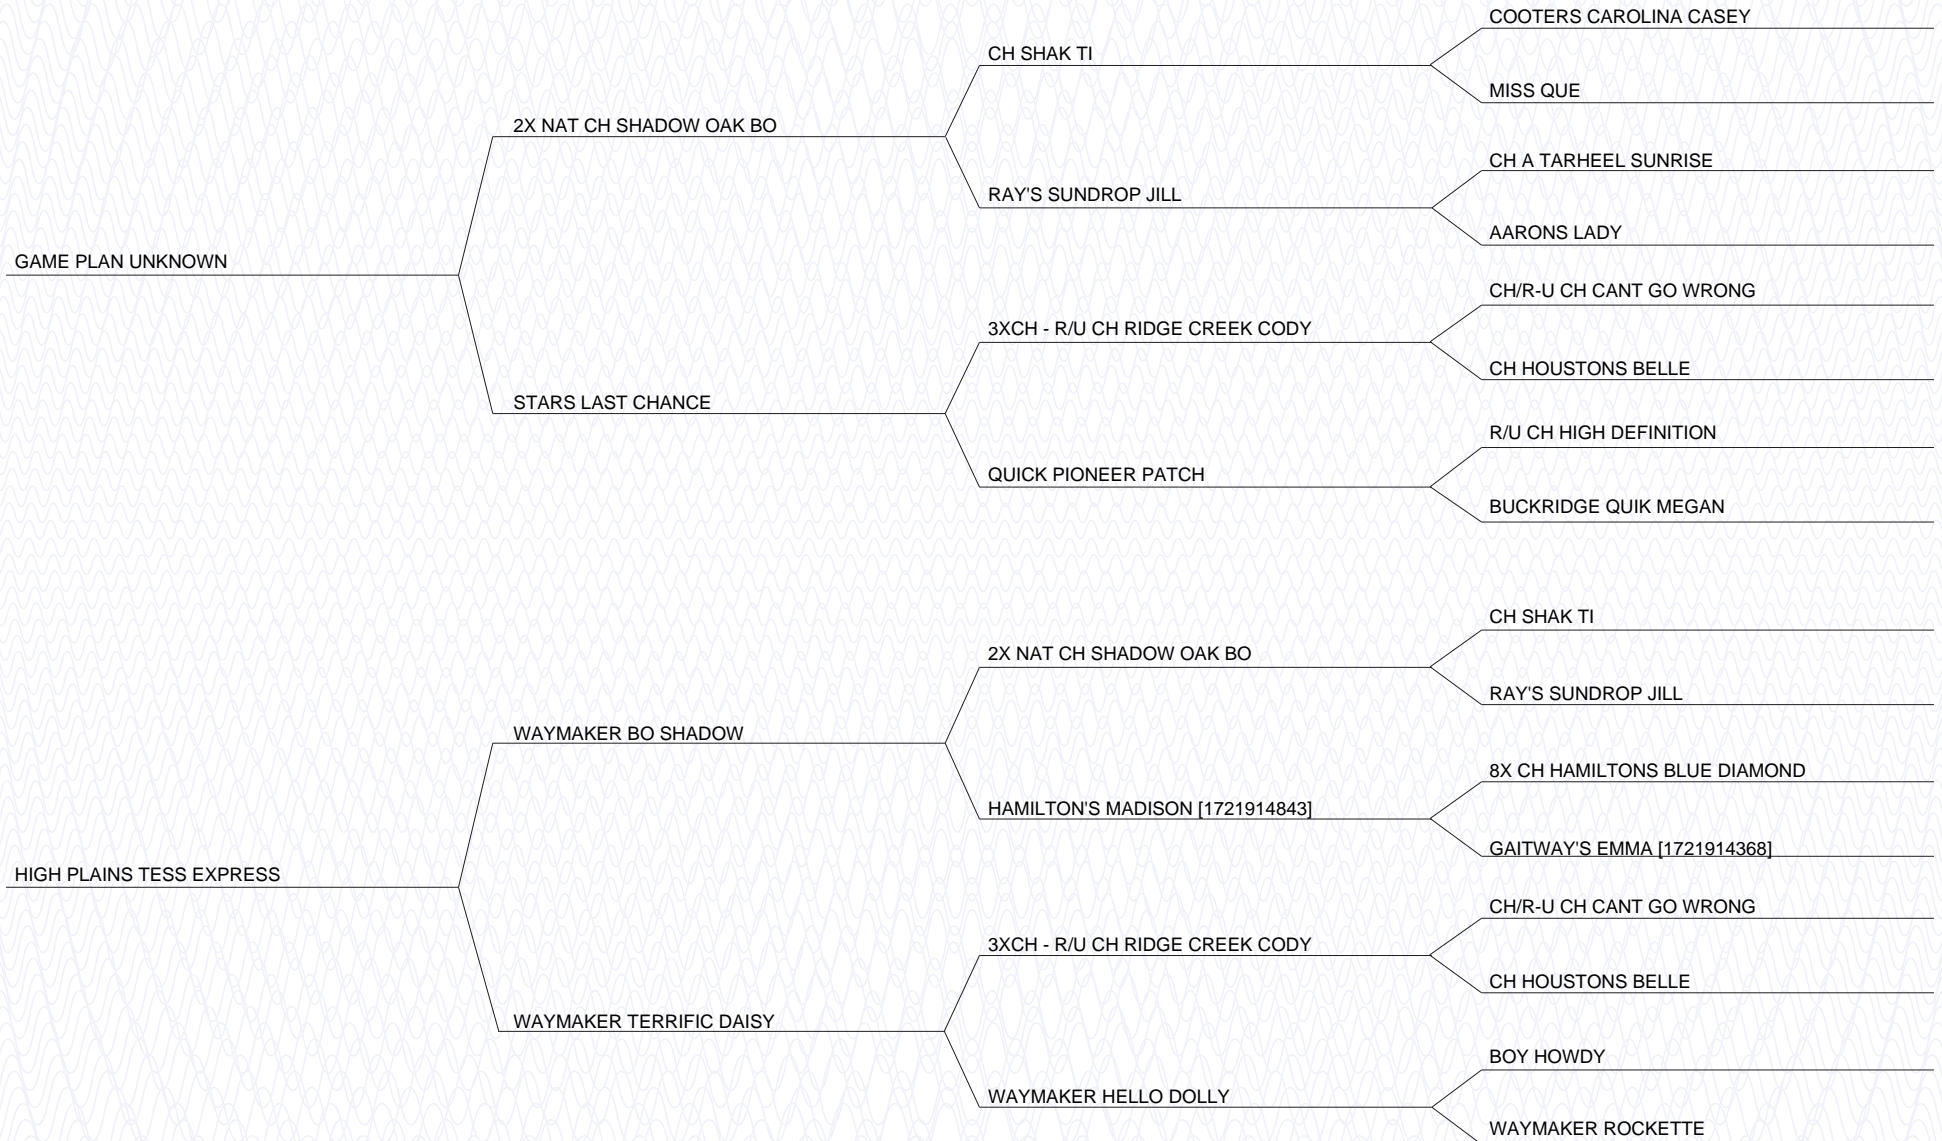 COOTERS CAROLINA CASEY
CH SHAK TI
MISS QUE
2X NAT CH SHADOW OAK BO
CH A TARHEEL SUNRISE
RAY'S SUNDROP JILL
AARONS LADY
GAME PLAN UNKNOWN
CH/R-U CH CANT GO WRONG
3XCH - R/U CH RIDGE CREEK CODY
CH HOUSTONS BELLE
STARS LAST CHANCE
R/U CH HIGH DEFINITION
QUICK PIONEER PATCH
BUCKRIDGE QUIK MEGAN
CH SHAK TI
2X NAT CH SHADOW OAK BO
RAY'S SUNDROP JILL
WAYMAKER BO SHADOW
8X CH HAMILTONS BLUE DIAMOND
HAMILTON'S MADISON [1721914843]
GAITWAY'S EMMA [1721914368]
HIGH PLAINS TESS EXPRESS
CH/R-U CH CANT GO WRONG
3XCH - R/U CH RIDGE CREEK CODY
CH HOUSTONS BELLE
WAYMAKER TERRIFIC DAISY
BOY HOWDY
WAYMAKER HELLO DOLLY
WAYMAKER ROCKETTE